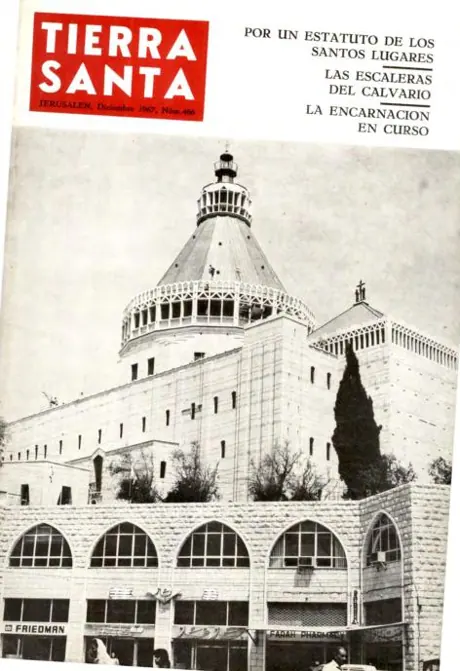 TIERRA
SANTA
JERUSALEN, Diciembre 1967, Núm. 466
POR UN ESTATUTO DE LOS
SANTOS LUGARES
LAS ESCALERAS
DEL CALVARIO
LA ENCARNACION
EN CURSO
FRIEDMAN
FARAH PHARMACY